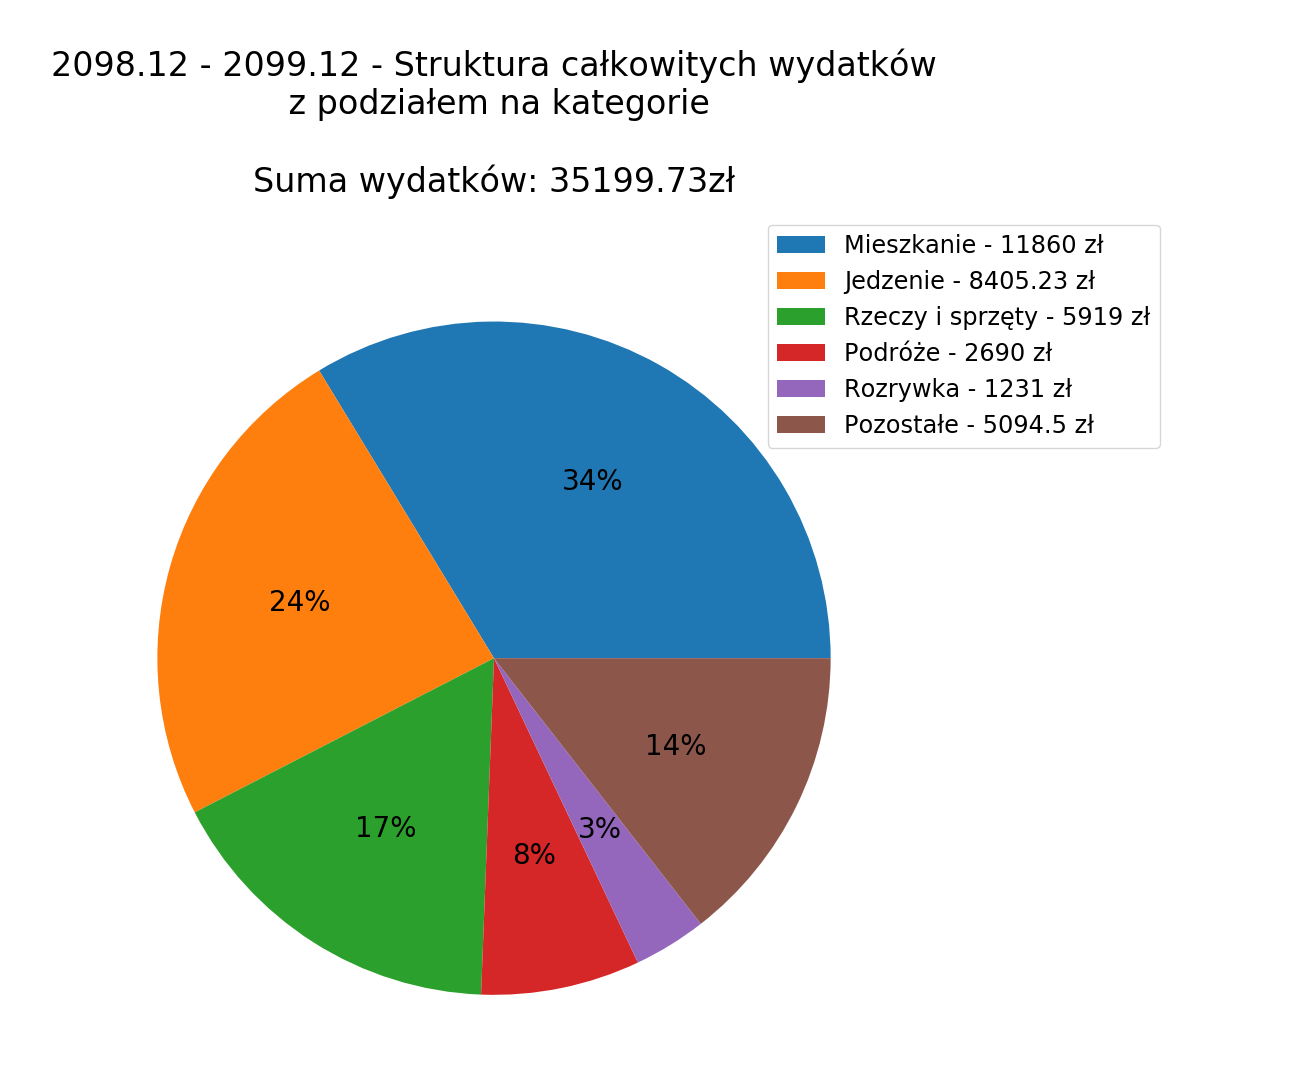 2098.12 - 2099.12 - Struktura całkowitych wydatków
z podziałem na kategorie
Suma wydatków: 35199.73zł
Mieszkanie - 11860 zł
Jedzenie - 8405.23 zł
Rzeczy i sprzęty - 5919 zł
Podróże - 2690 zł
Rozrywka - 1231 zł
Pozostałe - 5094.5 zł
34%
24%
14%
17%
3%
8%